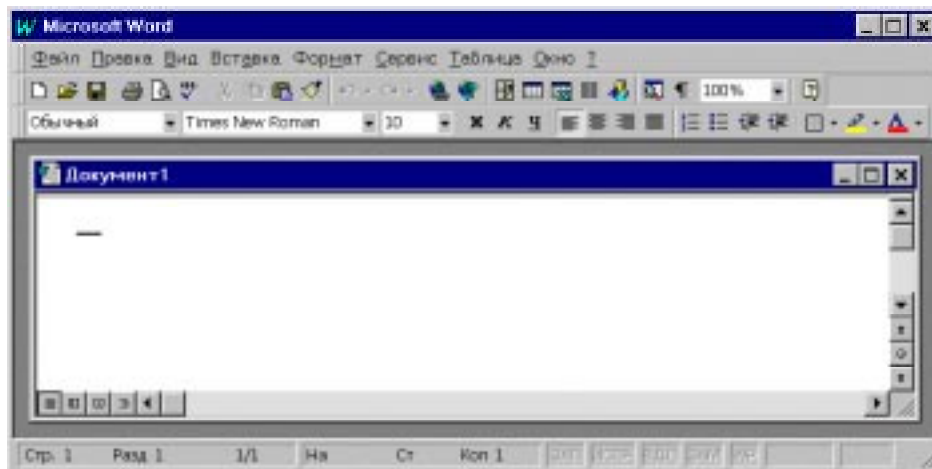 Microsoft Word
Файл Правка Вид Вставка Формат Сервис Таблица Окно ?
100%
Обычный Times New Roman 10 Ж К Ч
Документ1
Стр. 1 Разд 1 1/1 На Ст Кол 1